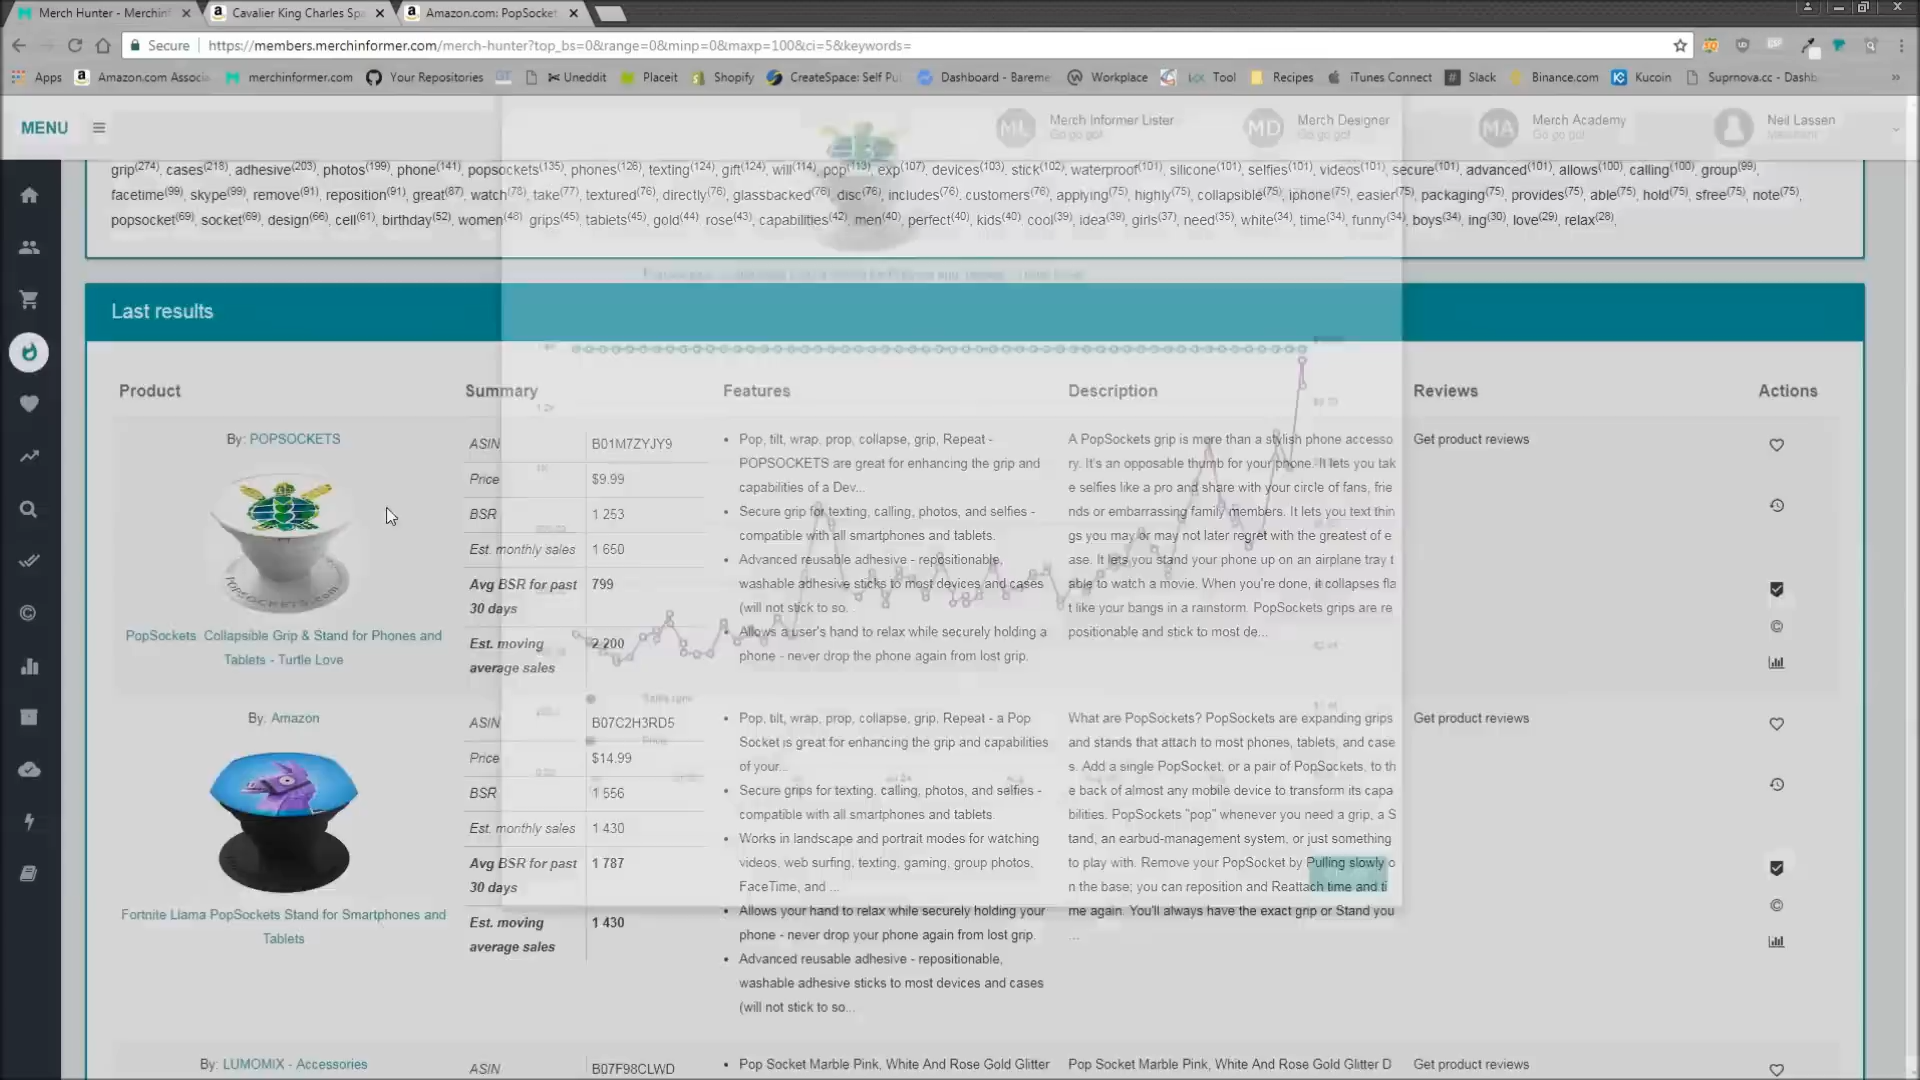 Merch Hunter - Merchinf
Cavalier King Charles Spa
Amazon.com: PopSocket
Secure
https://members.merchinformer.com/merch-hunter?top_bs=0&range=0&minp=0&maxp=100&ci=5&keywords=
Apps
Amazon.com Associa
merchinformer.com
Your Repositories
GT
Uneddit
Placeit
Shopify
CreateSpace: Self Pu
Dashboard - Bareme
Workplace
Tool
Recipes
iTunes Connect
Slack
Binance.com
Kucoin
Suprnova.cc - Dashb
»
MENU
ML
Merch Informer Lister
Go go go!
MD
Merch Designer
Go go go!
MA
Merch Academy
Go go go!
Neil Lassen
grip(274), cases(218), adhesive(203), photos(199), phone(141), popsockets(135), phones(126), texting(124), gift(124), will(114), pop(113), exp(107), devices(103), stick(102), waterproof(101), silicone(101), selfies(101), videos(101), secure(101), advanced(101), allows(100), calling(100), group(99),
facetime(99), skype(99), remove(91), reposition(91), great(87), watch(78), take(77), textured(76), directly(76), glassbacked(76), disc(76), includes(76), customers(76), applying(75), highly(75), collapsible(75), iphone(75), easier(75), packaging(75), provides(75), able(75), hold(75), sfree(75), note(75),
popsocket(69), socket(69), design(66), cell(61), birthday(52), women(48), grips(45), tablets(45), gold(44), rose(43), capabilities(42), men(40), perfect(40), kids(40), cool(39), idea(39), girls(37), need(35), white(34), time(34), funny(34), boys(34), ing(30), love(29), relax(28),
Last results
Product
Summary
Features
Description
Reviews
Actions
By: POPSOCKETS
POPSOCKETS.com
PopSockets Collapsible Grip & Stand for Phones and
Tablets - Turtle Love
ASIN B01M7ZYJY9
Price $9.99
BSR 1 253
Est. monthly sales 1 650
Avg BSR for past
30 days
799
Est. moving
average sales
2 200
• Pop, tilt, wrap, prop, collapse, grip, Repeat -
POPSOCKETS are great for enhancing the grip and
capabilities of a Dev...
• Secure grip for texting, calling, photos, and selfies -
compatible with all smartphones and tablets.
• Advanced reusable adhesive - repositionable,
washable adhesive sticks to most devices and cases
(will not stick to so.
• Allows a user's hand to relax while securely holding a
phone - never drop the phone again from lost grip.
A PopSockets grip is more than a stylish phone accesso
ry. It's an opposable thumb for your phone. It lets you tak
e selfies like a pro and share with your circle of fans, frie
nds or embarrassing family members. It lets you text thin
gs you may or may not later regret with the greatest of e
ase. It lets you stand your phone up on an airplane tray t
able to watch a movie. When you're done, it collapses fla
t like your bangs in a rainstorm. PopSockets grips are re
positionable and stick to most de...
Get product reviews
By: Amazon
Fortnite Llama PopSockets Stand for Smartphones and
Tablets
ASIN B07C2H3RD5
Price $14.99
BSR 1 556
Est. monthly sales 1 430
Avg BSR for past
30 days
1 787
Est. moving
average sales
1 430
• Pop, tilt, wrap, prop, collapse, grip, Repeat - a Pop
Socket is great for enhancing the grip and capabilities
of your...
• Secure grips for texting, calling, photos, and selfies -
compatible with all smartphones and tablets.
• Works in landscape and portrait modes for watching
videos, web surfing, texting, gaming, group photos,
FaceTime, and ...
• Allows your hand to relax while securely holding your
phone - never drop your phone again from lost grip.
• Advanced reusable adhesive - repositionable,
washable adhesive sticks to most devices and cases
(will not stick to so...
What are PopSockets? PopSockets are expanding grips
and stands that attach to most phones, tablets, and case
s. Add a single PopSocket, or a pair of PopSockets, to th
e back of almost any mobile device to transform its capa
bilities. PopSockets "pop" whenever you need a grip, a S
tand, an earbud-management system, or just something
to play with. Remove your PopSocket by Pulling slowly o
n the base; you can reposition and Reattach time and ti
me again. You'll always have the exact grip or Stand you
...
Get product reviews
Sales rank
Price
By: LUMOMIX - Accessories
ASIN B07F98CLWD
• Pop Socket Marble Pink, White And Rose Gold Glitter
Pop Socket Marble Pink, White And Rose Gold Glitter D
Get product reviews